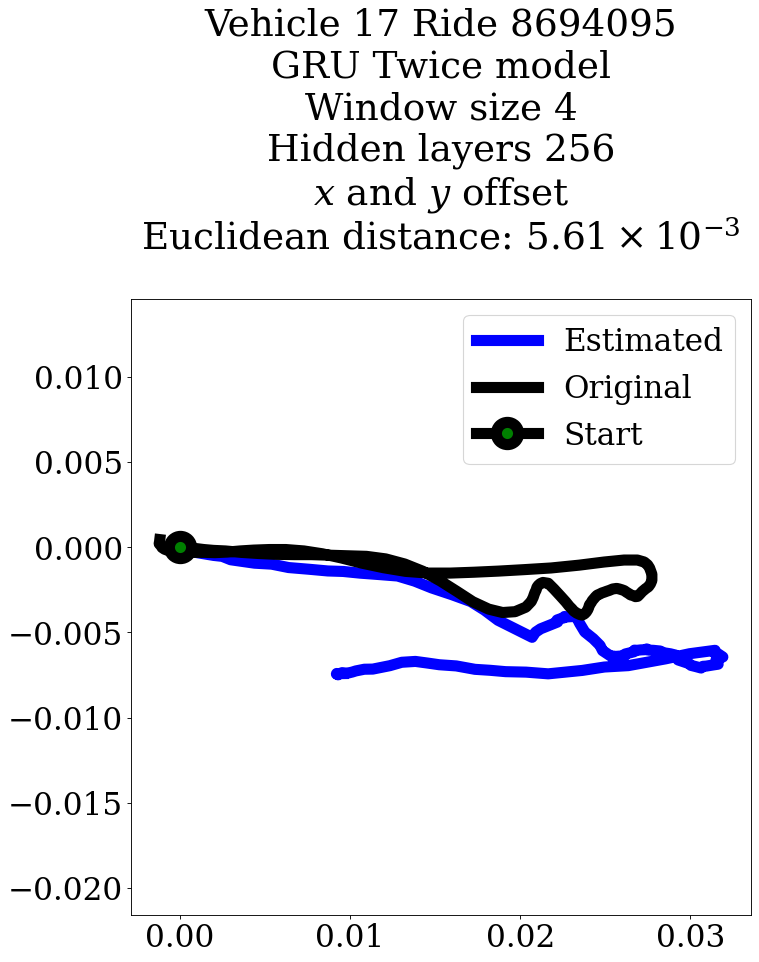 Vehicle 17 Ride 8694095
GRU Twice model
Window size 4
Hidden layers 256
x and y offset
Euclidean distance: 5.61 × 10⁻³
Estimated
Original
Start
0.010
0.005
0.000
−0.005
−0.010
−0.015
−0.020
0.00 0.01 0.02 0.03